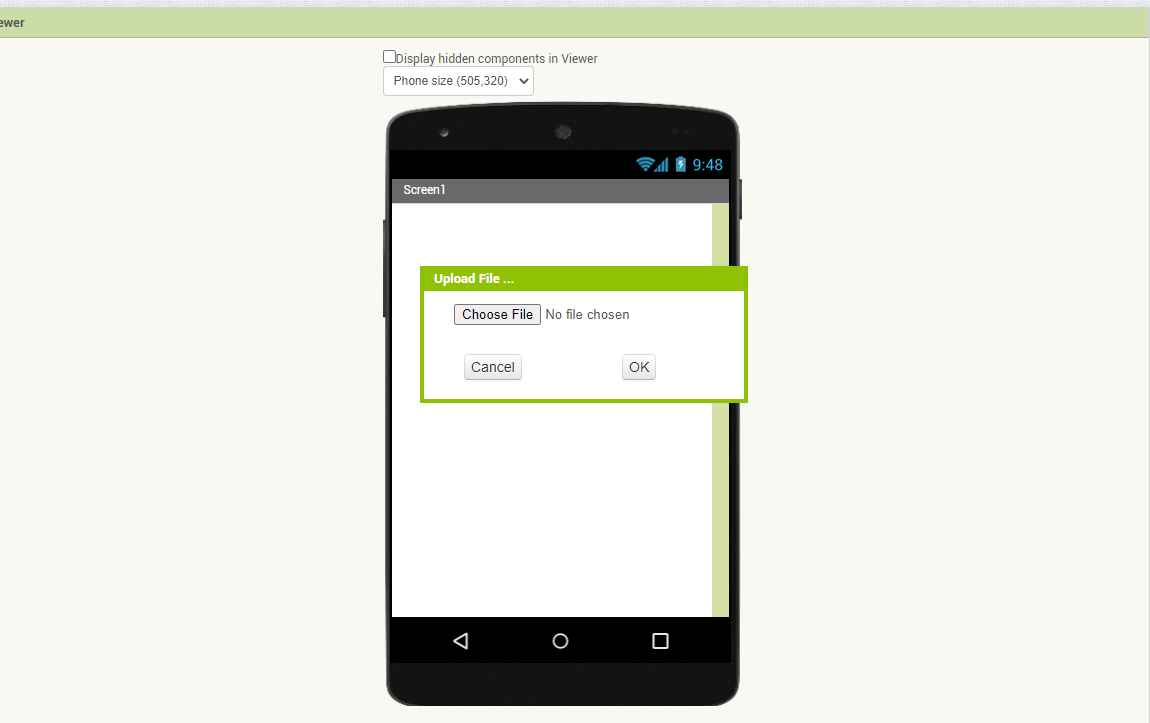 ewer
Display hidden components in Viewer
Phone size (505,320)
9:48
Screen1
Upload File ...
Choose File No file chosen
Cancel OK